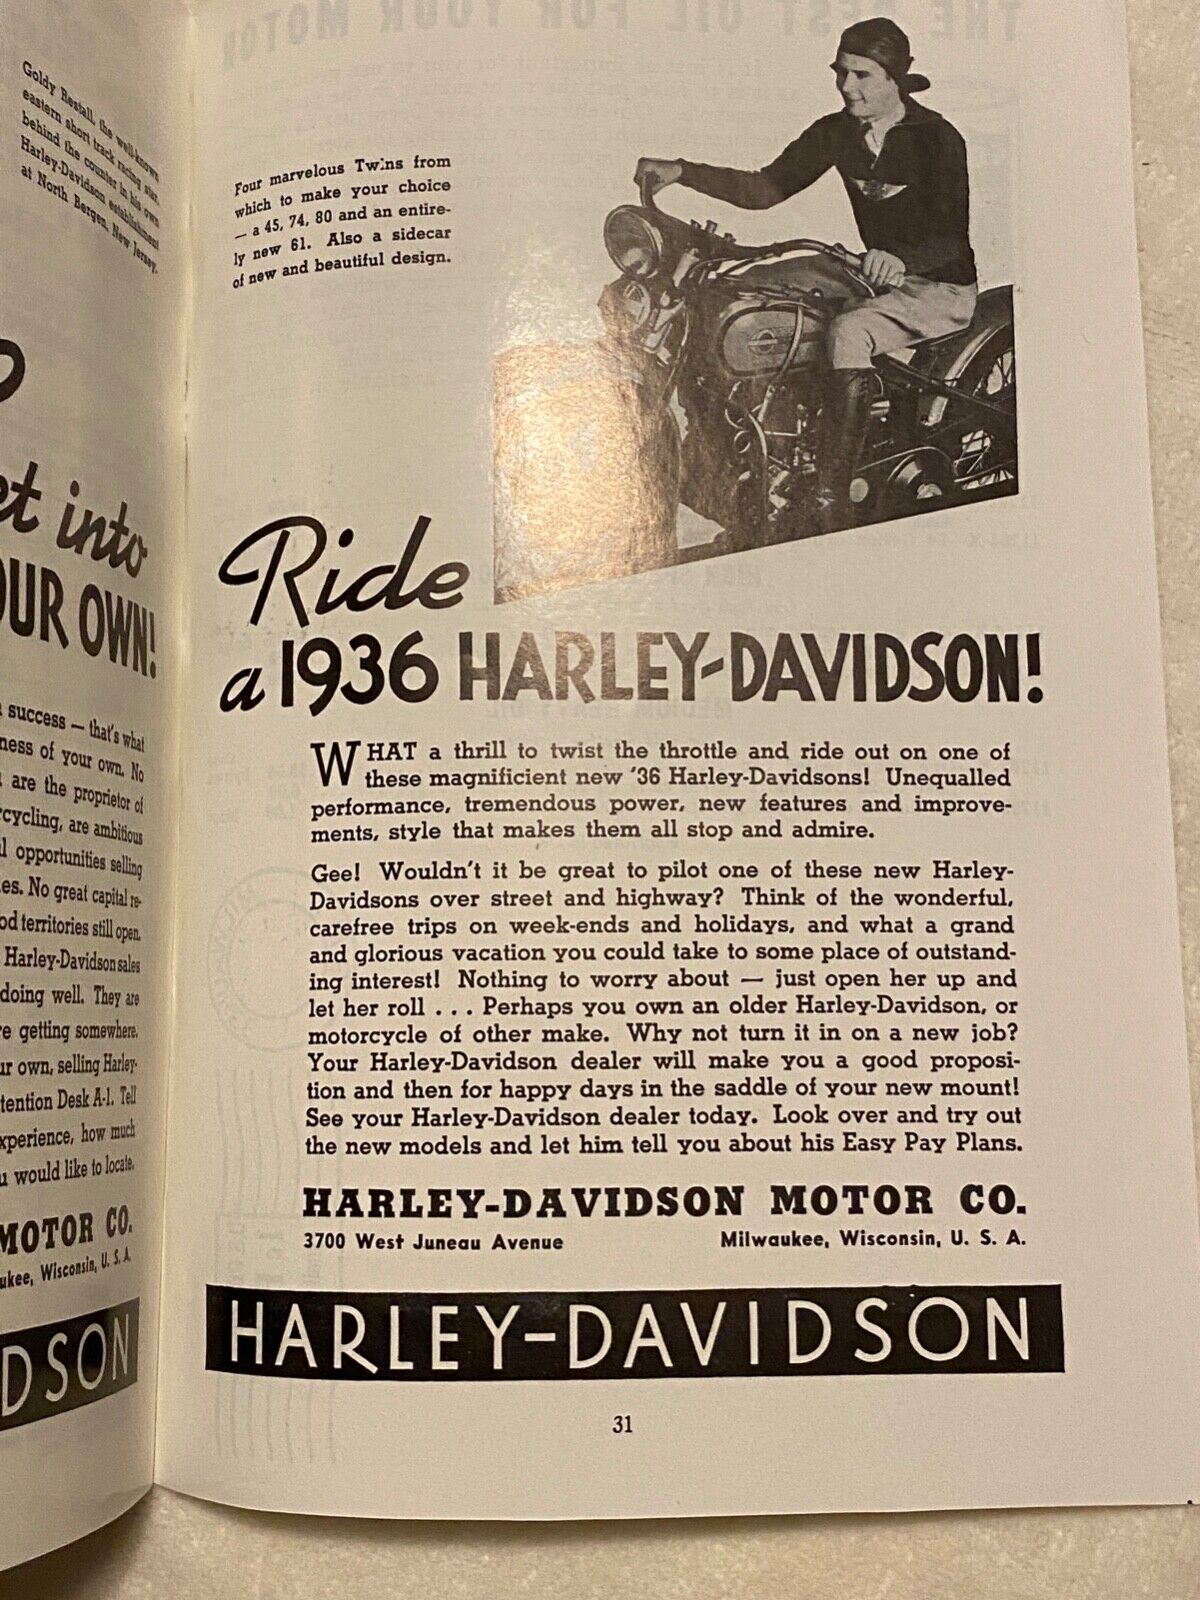 Goldy Restall, the well-known
eastern short track racing star,
behind the counter in his own
Harley-Davidson establishment
at North Bergen, New Jersey.
et into
OUR OWN!
success — that's what
ness of your own. No
are the proprietor of
rcycling, are ambitious
l opportunities selling
es. No great capital re-
od territories still open.
Harley-Davidson sales
doing well. They are
re getting somewhere.
ur own, selling Harley-
tention Desk A-1. Tell
xperience, how much
u would like to locate.
MOTOR CO.
ukee, Wisconsin, U. S. A.
DSON
THE BEST OIL FOR YOUR MOTOR
Four marvelous Twins from
which to make your choice
— a 45, 74, 80 and an entire-
ly new 61. Also a sidecar
of new and beautiful design.
Ride
a 1936 HARLEY-DAVIDSON!
WHAT a thrill to twist the throttle and ride out on one of
these magnificient new '36 Harley-Davidsons! Unequalled
performance, tremendous power, new features and improve-
ments, style that makes them all stop and admire.
Gee! Wouldn't it be great to pilot one of these new Harley-
Davidsons over street and highway? Think of the wonderful,
carefree trips on week-ends and holidays, and what a grand
and glorious vacation you could take to some place of outstand-
ing interest! Nothing to worry about — just open her up and
let her roll . . . Perhaps you own an older Harley-Davidson, or
motorcycle of other make. Why not turn it in on a new job?
Your Harley-Davidson dealer will make you a good proposi-
tion and then for happy days in the saddle of your new mount!
See your Harley-Davidson dealer today. Look over and try out
the new models and let him tell you about his Easy Pay Plans.
HARLEY-DAVIDSON MOTOR CO.
3700 West Juneau Avenue Milwaukee, Wisconsin, U. S. A.
HARLEY-DAVIDSON
31